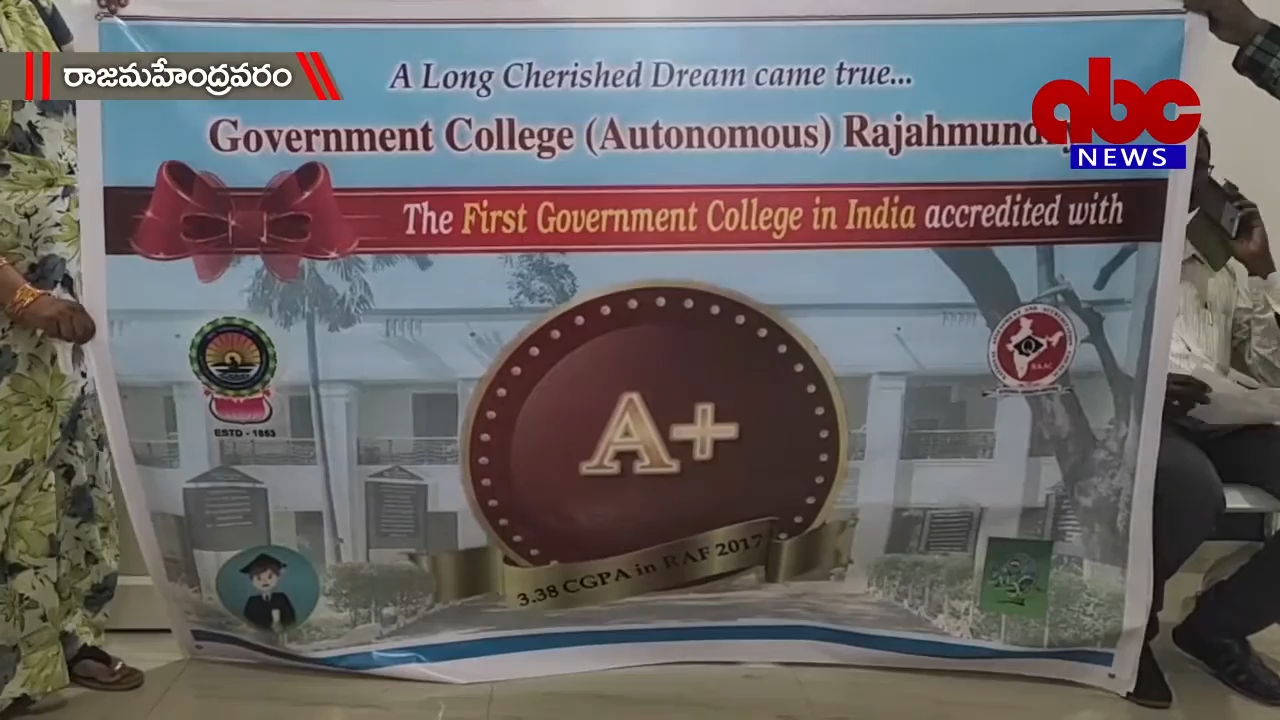 రాజమహేంద్రవరం
abc
NEWS
A Long Cherished Dream came true...
Government College (Autonomous) Rajahmundry
The First Government College in India accredited with
ESTD - 1853
A+
3.38 CGPA in RAF 2017
NAAC